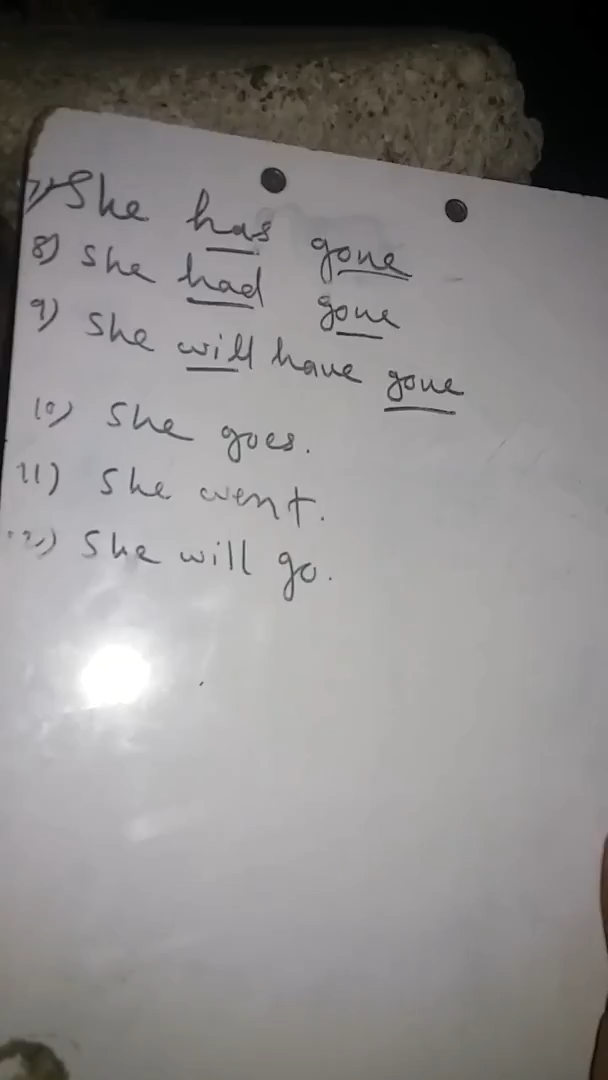 7) She has gone
8) She had gone
9) She will have gone
10) She goes.
11) She went.
12) She will go.